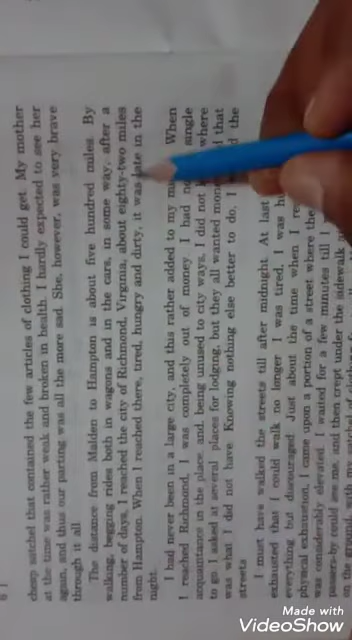 cheap satchel that contained the few articles of clothing I could get. My mother
at the time was rather weak and broken in health. I hardly expected to see her
again, and thus our parting was all the more sad. She, however, was very brave
through it all
The distance from Malden to Hampton is about five hundred miles. By
walking, begging rides both in wagons and in the cars, in some way, after a
number of days, I reached the city of Richmond, Virginia, about eighty-two miles
from Hampton. When I reached there, tired, hungry and dirty, it was late in the
night.
I had never been in a large city, and this rather added to my When
I reached Richmond, I was completely out of money I had single
acquaintance in the place, and, being unused to city ways, I did not where
to go I asked at several places for lodging, but they all wanted that
was what I did not have Knowing nothing else better to do, I the
streets
I must have walked the streets till after midnight. At last
exhausted that I could walk no longer I was tired, I was
everything but discouraged Just about the time when I
physical exhaustion, I came upon a portion of a street where the
was considerably elevated I waited for a few minutes till I
passers-by could see me, and then crept under the sidewalk
on the ground, with my
Made with
VideoShow